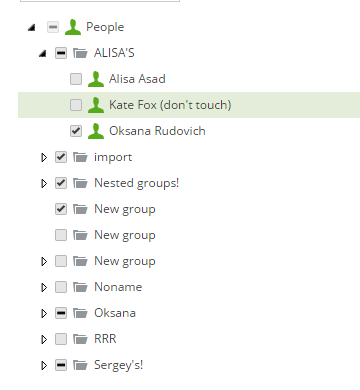 People
ALISA'S
Alisa Asad
Kate Fox (don't touch)
Oksana Rudovich
import
Nested groups!
New group
New group
New group
Noname
Oksana
RRR
Sergey's!